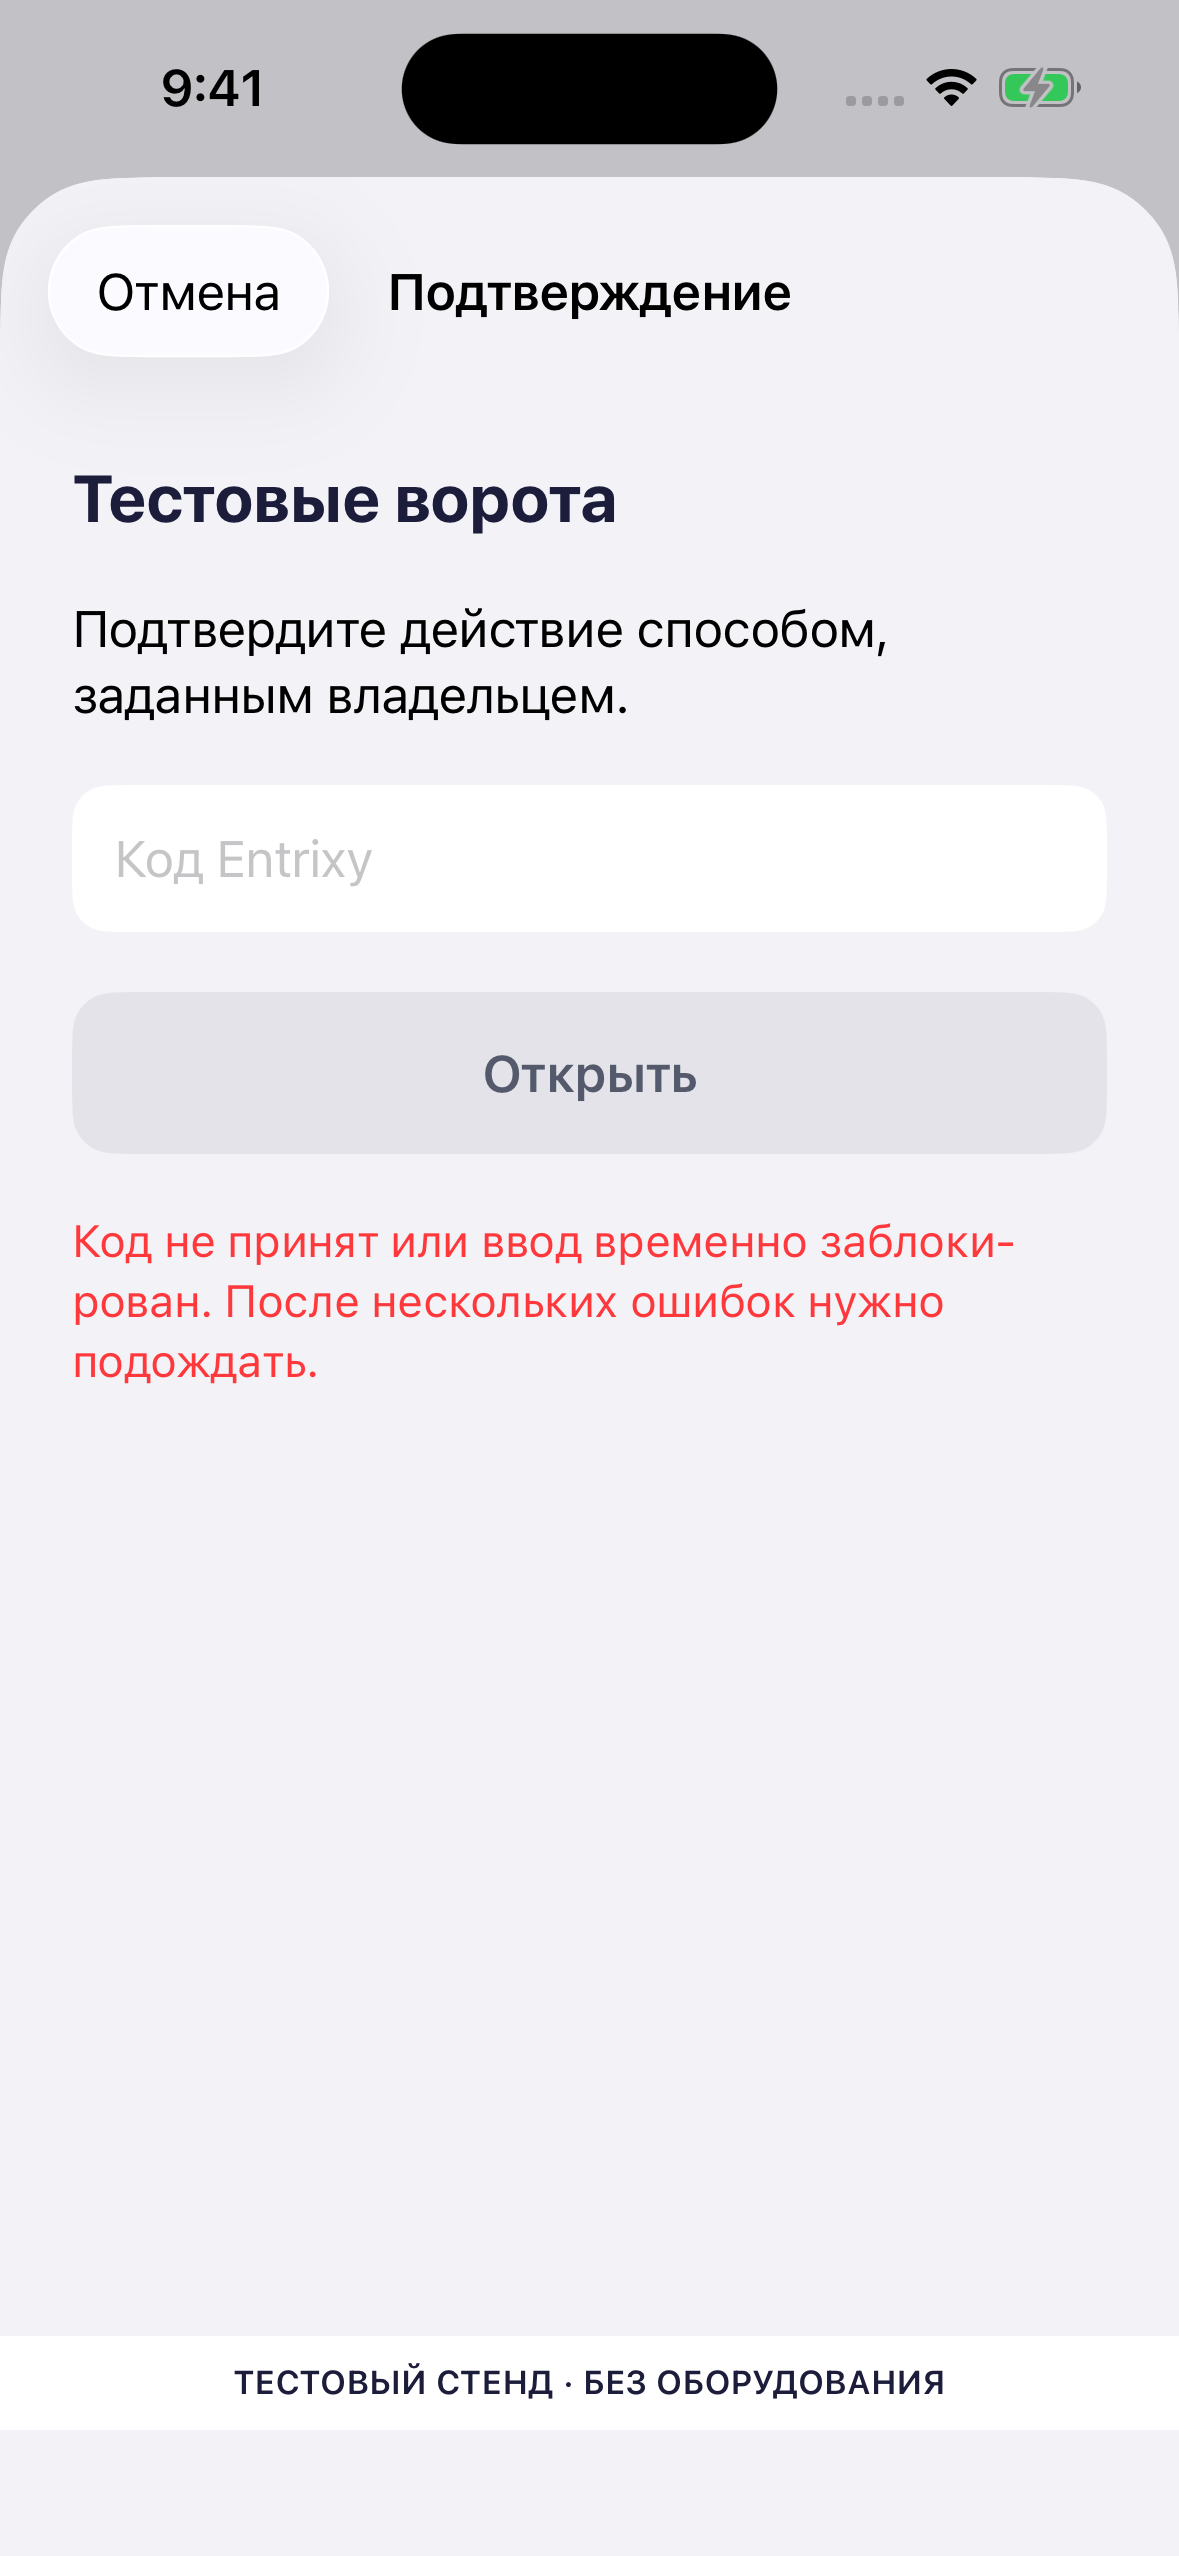 9:41
Отмена
Подтверждение
Тестовые ворота
Подтвердите действие способом,
заданным владельцем.
Код Entrixy
Открыть
Код не принят или ввод временно заблоки-
рован. После нескольких ошибок нужно
подождать.
ТЕСТОВЫЙ СТЕНД · БЕЗ ОБОРУДОВАНИЯ